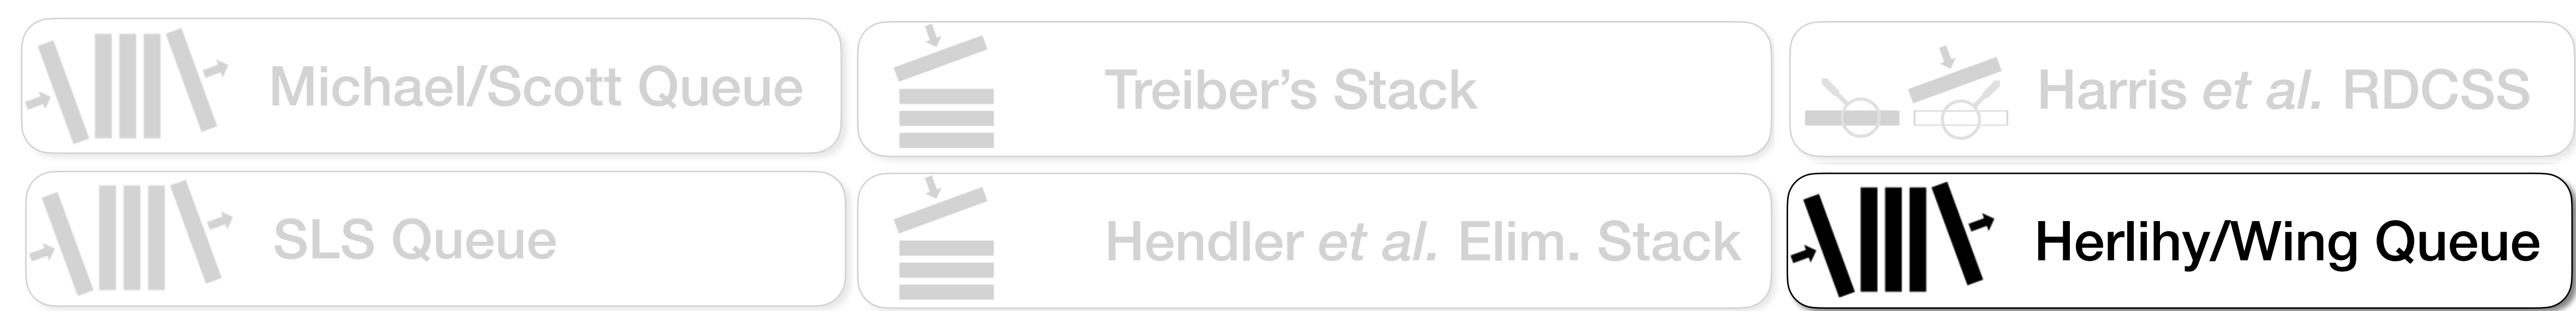 Michael/Scott Queue
Treiber’s Stack
Harris et al. RDCSS
SLS Queue
Hendler et al. Elim. Stack
Herlihy/Wing Queue